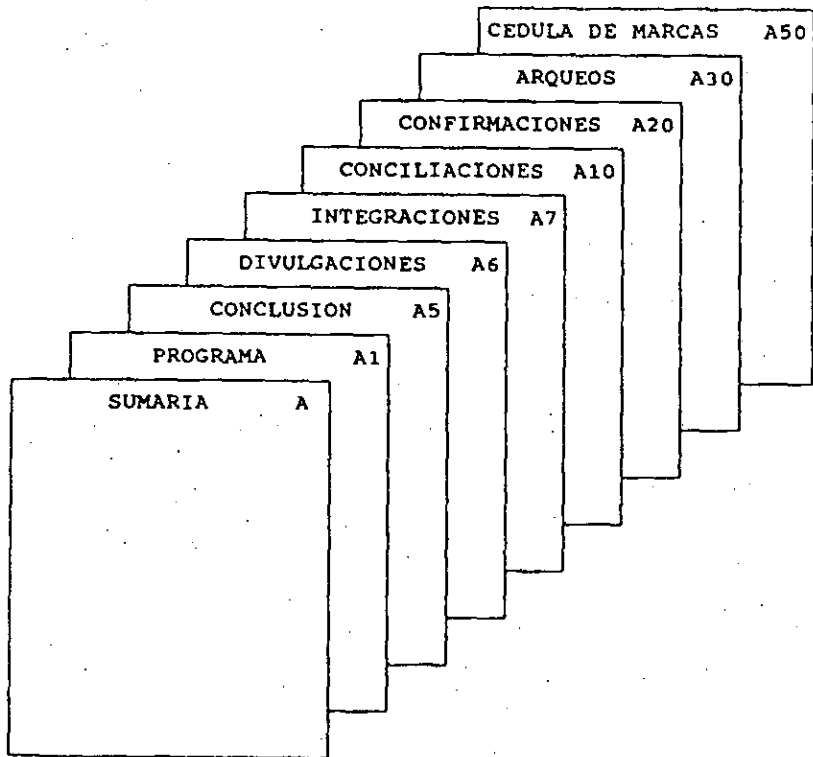 CEDULA DE MARCAS A50
ARQUEOS A30
CONFIRMACIONES A20
CONCILIACIONES A10
INTEGRACIONES A7
DIVULGACIONES A6
CONCLUSION A5
PROGRAMA A1
SUMARIA A